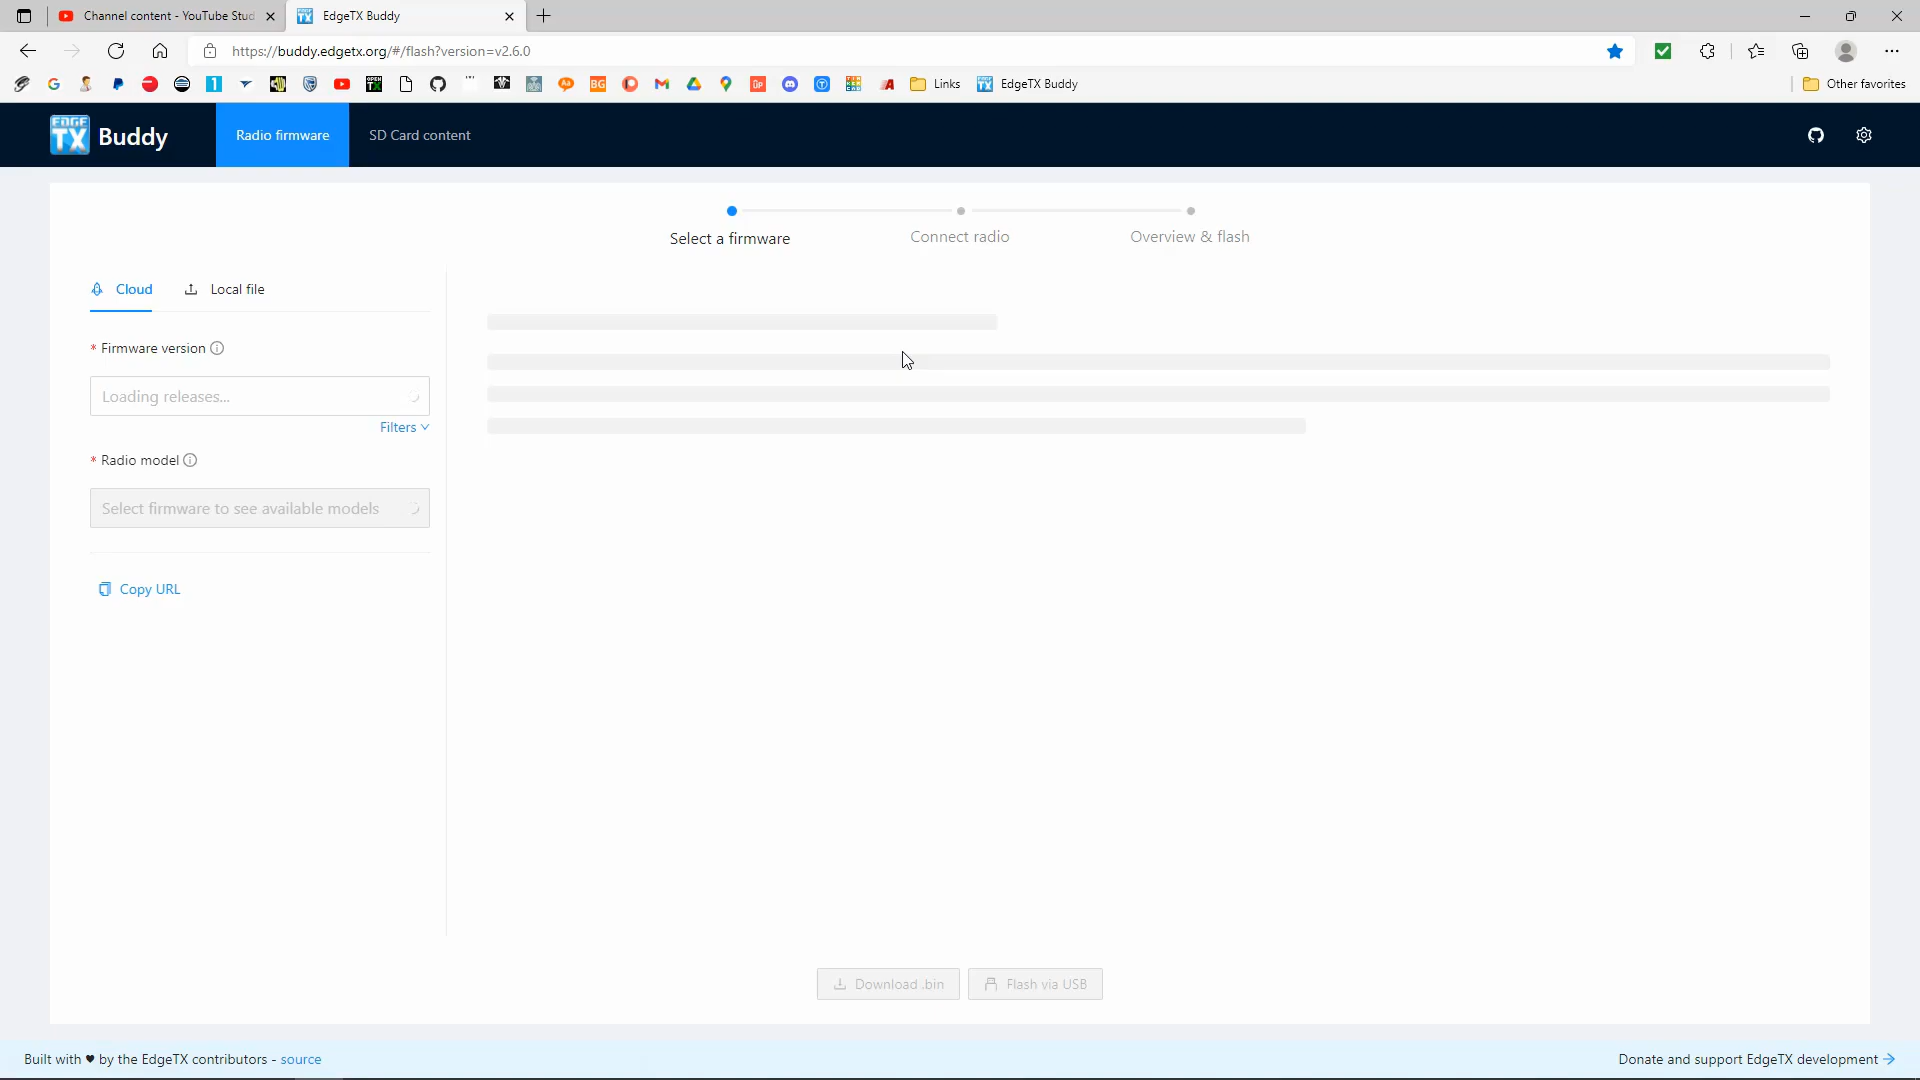 Channel content - YouTube Stud
EdgeTX Buddy
https://buddy.edgetx.org/#/flash?version=v2.6.0
Links
EdgeTX Buddy
Other favorites
EDGE TX Buddy
Radio firmware
SD Card content
Select a firmware
Connect radio
Overview & flash
Cloud
Local file
* Firmware version
Loading releases...
Filters
* Radio model
Select firmware to see available models
Copy URL
Download .bin
Flash via USB
Built with ♥ by the EdgeTX contributors - source
Donate and support EdgeTX development →